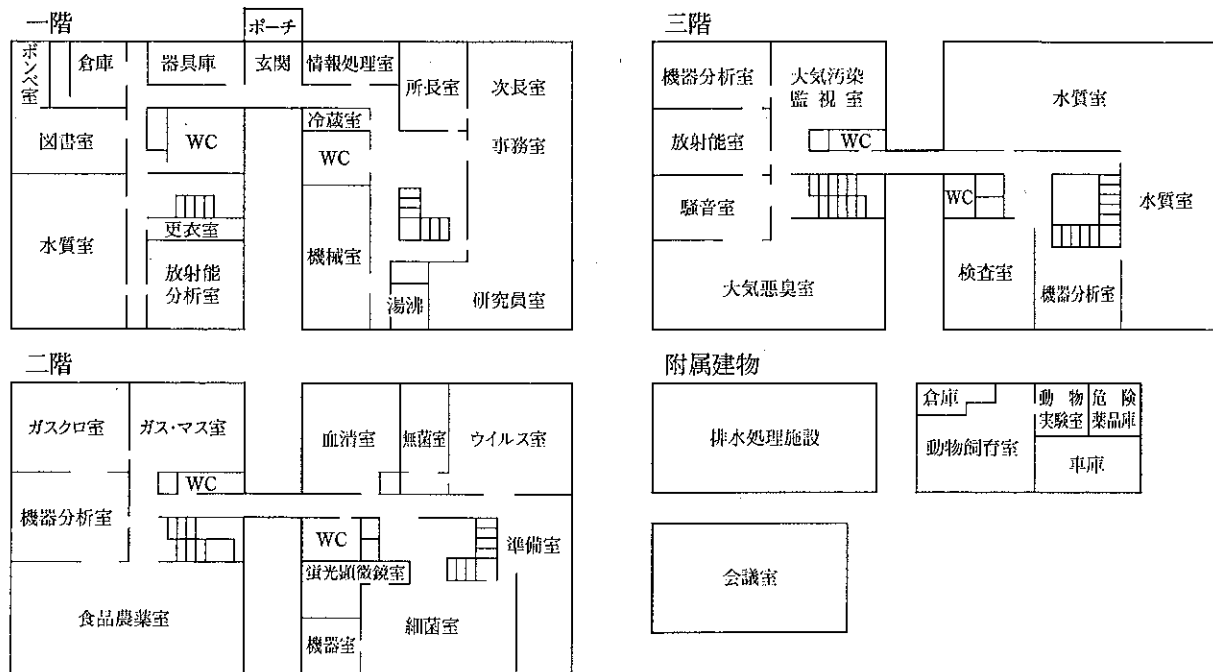 一階
ポーチ
ボンベ室
倉庫
器具庫
玄関
情報処理室
所長室
次長室
図書室
WC
冷蔵室
WC
事務室
水質室
更衣室
放射能
分析室
機械室
湯沸
研究員室
二階
ガスクロ室
ガス・マス室
血清室
無菌室
ウイルス室
WC
機器分析室
WC
準備室
蛍光顕微鏡室
食品農薬室
機器室
細菌室
三階
機器分析室
大気汚染
監視室
水質室
放射能室
WC
騒音室
WC
水質室
大気悪臭室
検査室
機器分析室
附属建物
排水処理施設
倉庫
動物
実験室
危険
薬品庫
動物飼育室
車庫
会議室